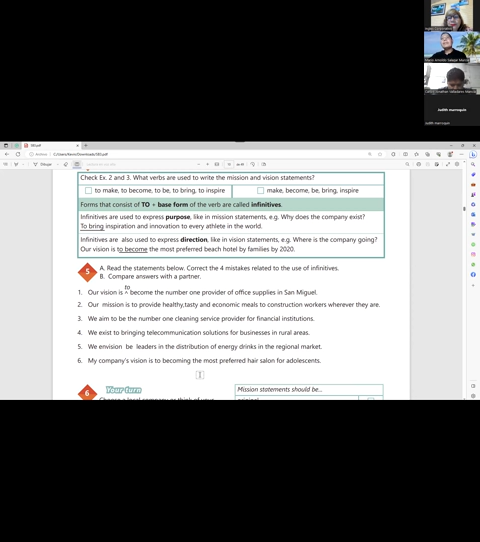 Judith marroquin
Judith marroquin
Check Ex. 2 and 3. What verbs are used to write the mission and vision statements?
to make, to become, to be, to bring, to inspire
make, become, be, bring, inspire
Forms that consist of TO + base form of the verb are called infinitives.
Infinitives are used to express purpose, like in mission statements, e.g. Why does the company exist?
To bring inspiration and innovation to every athlete in the world.
Infinitives are also used to express direction, like in vision statements, e.g. Where is the company going?
Our vision is to become the most preferred beach hotel by families by 2020.
5
A. Read the statements below. Correct the 4 mistakes related to the use of infinitives.
B. Compare answers with a partner.
to
1. Our vision is ^ become the number one provider of office supplies in San Miguel.
2. Our mission is to provide healthy,tasty and economic meals to construction workers wherever they are.
3. We aim to be the number one cleaning service provider for financial institutions.
4. We exist to bringing telecommunication solutions for businesses in rural areas.
5. We envision be leaders in the distribution of energy drinks in the regional market.
6. My company's vision is to becoming the most preferred hair salon for adolescents.
6
Your turn
Mission statements should be...